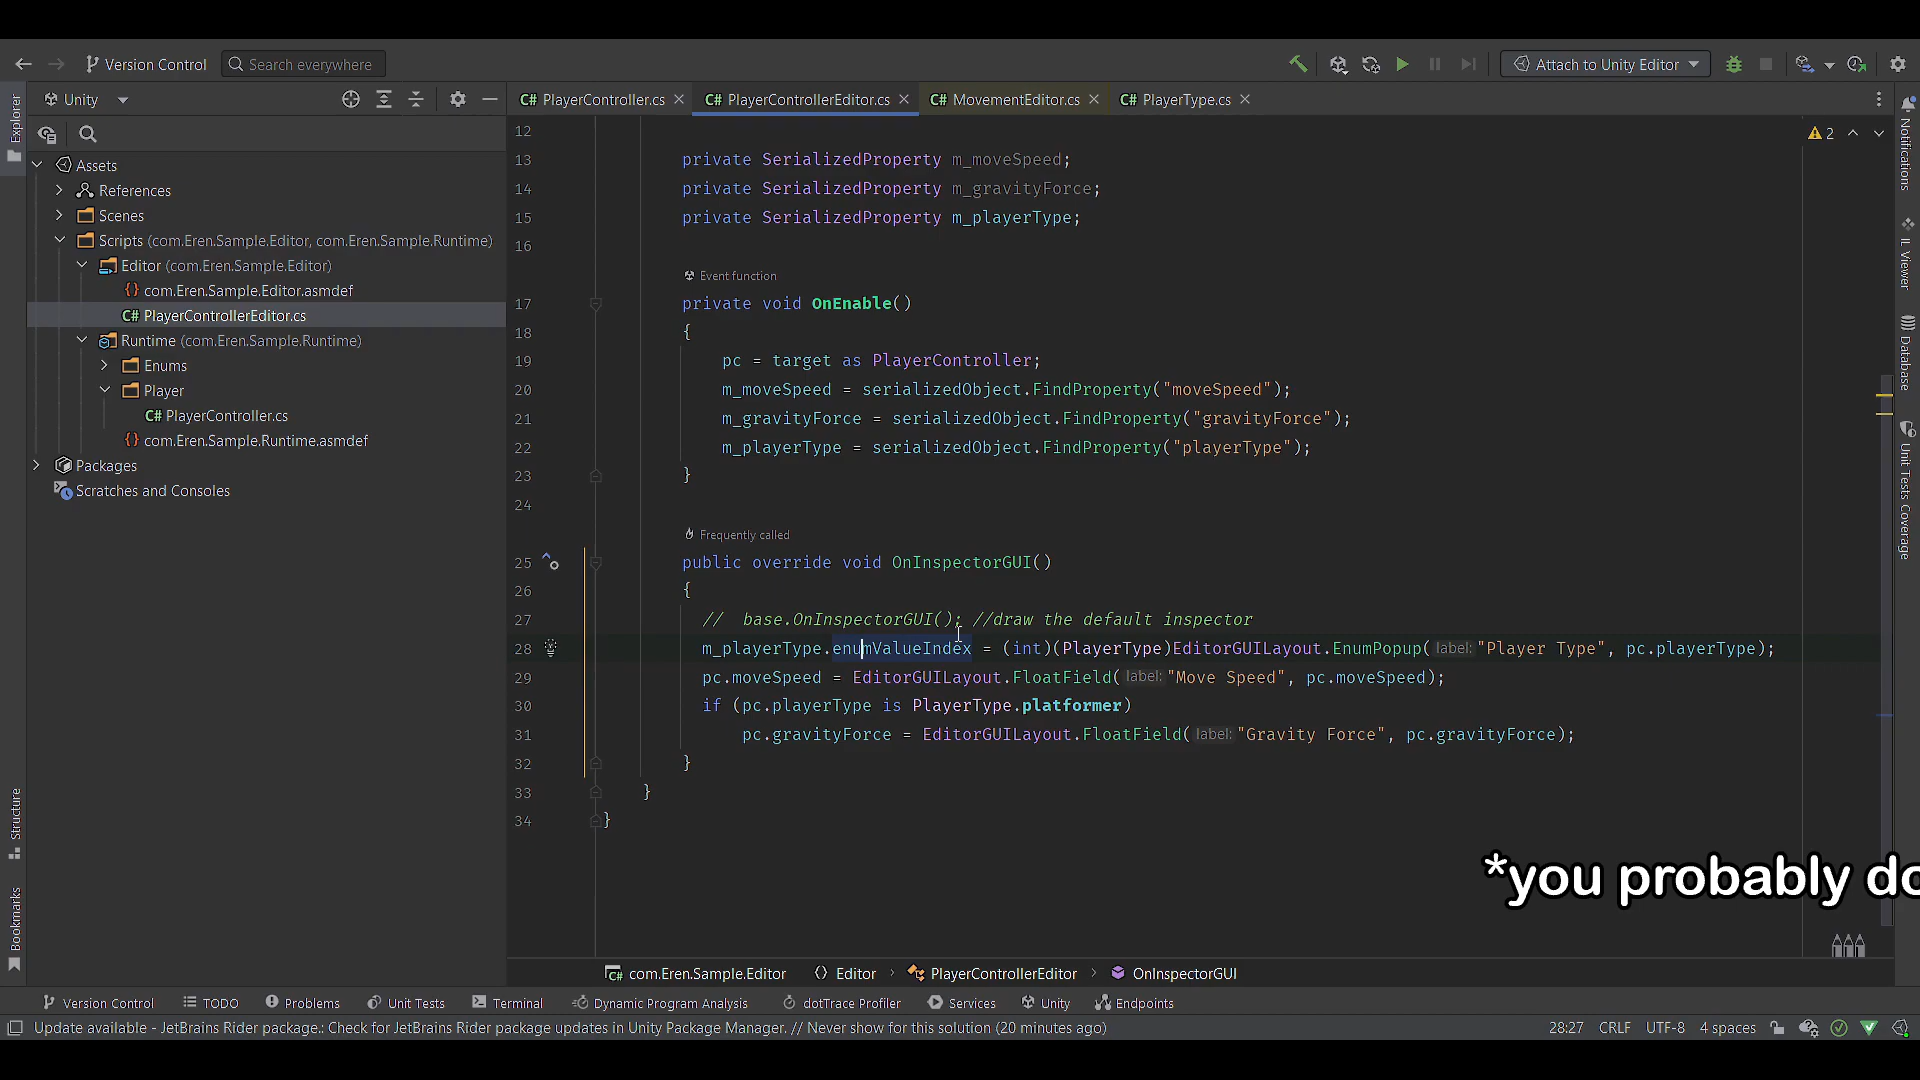 Version Control
Search everywhere
Attach to Unity Editor
Explorer
Unity
C# PlayerController.cs
C# PlayerControllerEditor.cs
C# MovementEditor.cs
C# PlayerType.cs
Notifications
IL Viewer
Database
Unit Tests Coverage
2
Assets
References
Scenes
Scripts (com.Eren.Sample.Editor, com.Eren.Sample.Runtime)
Editor (com.Eren.Sample.Editor)
{} com.Eren.Sample.Editor.asmdef
C# PlayerControllerEditor.cs
Runtime (com.Eren.Sample.Runtime)
Enums
Player
C# PlayerController.cs
{} com.Eren.Sample.Runtime.asmdef
Packages
Scratches and Consoles
Structure
Bookmarks
12
13 private SerializedProperty m_moveSpeed;
14 private SerializedProperty m_gravityForce;
15 private SerializedProperty m_playerType;
16
Event function
17 private void OnEnable()
18 {
19 pc = target as PlayerController;
20 m_moveSpeed = serializedObject.FindProperty("moveSpeed");
21 m_gravityForce = serializedObject.FindProperty("gravityForce");
22 m_playerType = serializedObject.FindProperty("playerType");
23 }
24
Frequently called
25 public override void OnInspectorGUI()
26 {
27 // base.OnInspectorGUI(); //draw the default inspector
28 m_playerType.enumValueIndex = (int)(PlayerType)EditorGUILayout.EnumPopup( label: "Player Type", pc.playerType);
29 pc.moveSpeed = EditorGUILayout.FloatField( label: "Move Speed", pc.moveSpeed);
30 if (pc.playerType is PlayerType.platformer)
31 pc.gravityForce = EditorGUILayout.FloatField( label: "Gravity Force", pc.gravityForce);
32 }
33 }
34 }
*you probably do
com.Eren.Sample.Editor
{} Editor > PlayerControllerEditor > OnInspectorGUI
Version Control
TODO
Problems
Unit Tests
Terminal
Dynamic Program Analysis
dotTrace Profiler
Services
Unity
Endpoints
Update available - JetBrains Rider package.: Check for JetBrains Rider package updates in Unity Package Manager. // Never show for this solution (20 minutes ago)
28:27 CRLF UTF-8 4 spaces